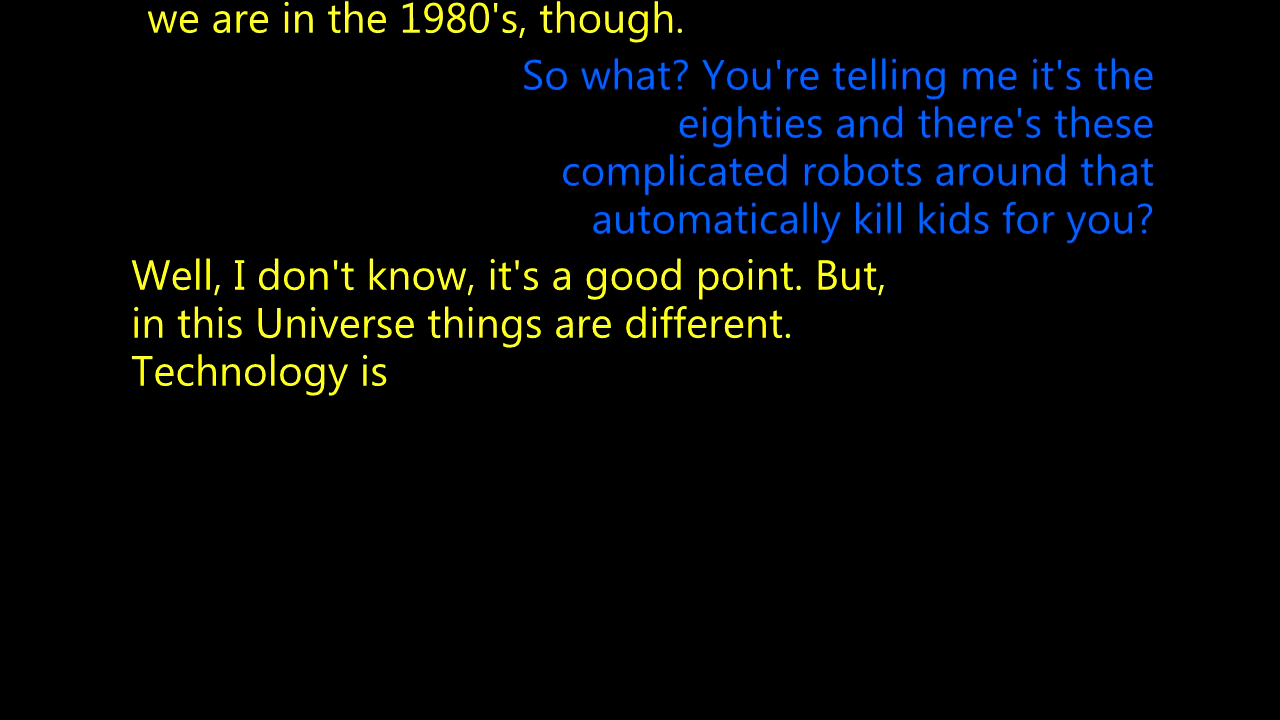 we are in the 1980's, though.
So what? You're telling me it's the
eighties and there's these
complicated robots around that
automatically kill kids for you?
Well, I don't know, it's a good point. But,
in this Universe things are different.
Technology is